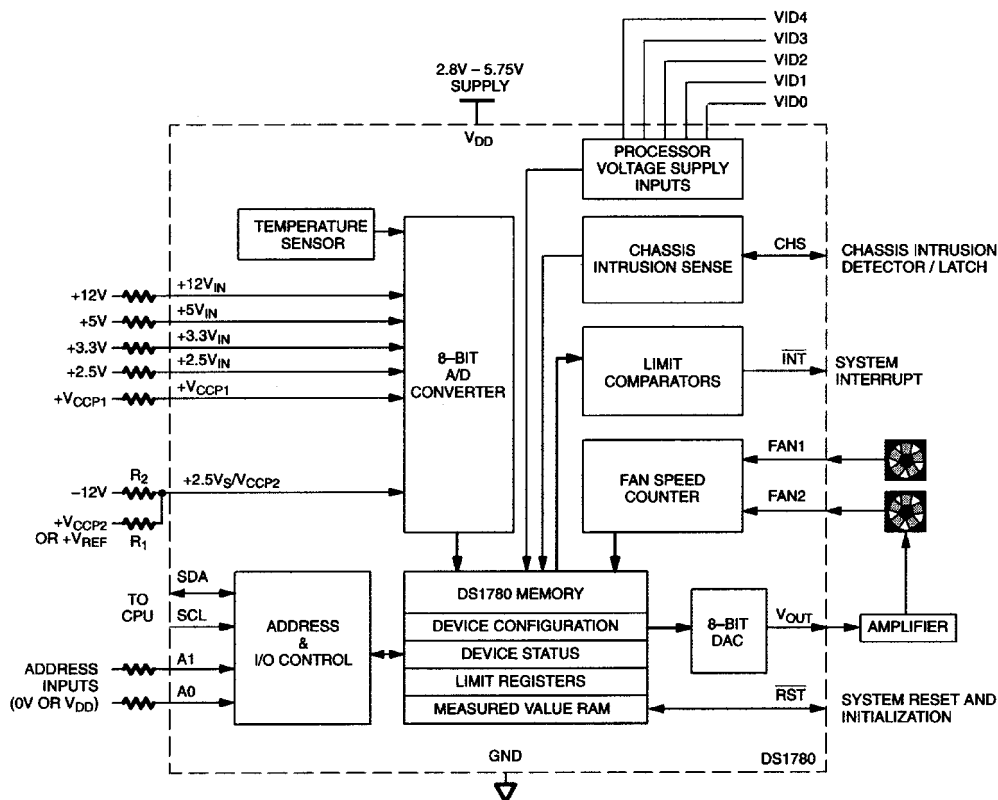 VID4
VID3
VID2
VID1
VID0
2.8V – 5.75V
SUPPLY
VDD
PROCESSOR
VOLTAGE SUPPLY
INPUTS
TEMPERATURE
SENSOR
CHASSIS
INTRUSION SENSE
CHS
CHASSIS INTRUSION
DETECTOR / LATCH
+12V
+12VIN
+5V
+5VIN
+3.3V
+3.3VIN
+2.5V
+2.5VIN
+VCCP1
+VCCP1
8–BIT
A/D
CONVERTER
LIMIT
COMPARATORS
INT
SYSTEM
INTERRUPT
FAN SPEED
COUNTER
FAN1
FAN2
–12V
R2
+2.5VS/VCCP2
+VCCP2
OR +VREF
R1
TO
CPU
SDA
SCL
ADDRESS
INPUTS
(0V OR VDD)
A1
A0
ADDRESS
&
I/O CONTROL
DS1780 MEMORY
DEVICE CONFIGURATION
DEVICE STATUS
LIMIT REGISTERS
MEASURED VALUE RAM
8–BIT
DAC
VOUT
AMPLIFIER
RST
SYSTEM RESET AND
INITIALIZATION
GND
DS1780